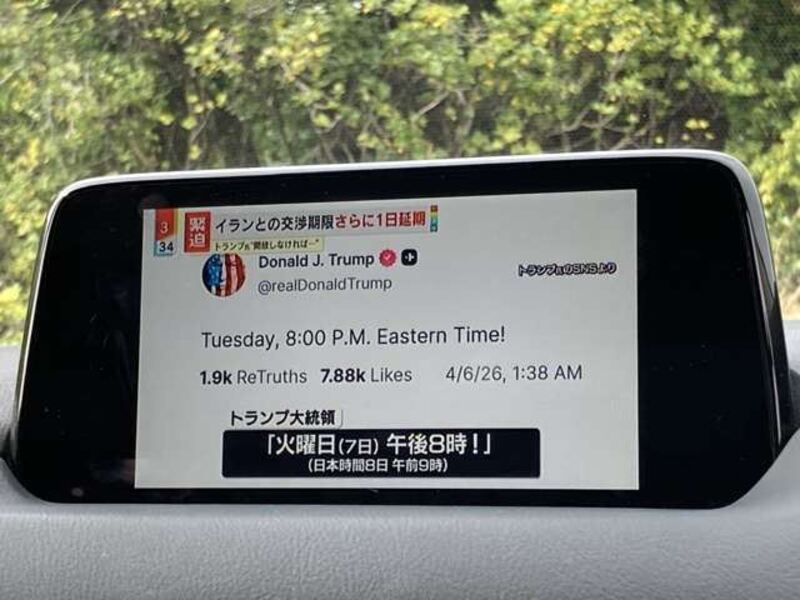 3
34
緊迫
イランとの交渉期限さらに1日延期
トランプ氏"開放しなければ…"
Donald J. Trump
@realDonaldTrump
トランプ氏のSNSより
Tuesday, 8:00 P.M. Eastern Time!
1.9k ReTruths 7.88k Likes 4/6/26, 1:38 AM
トランプ大統領
「火曜日(7日) 午後8時！」
(日本時間8日 午前9時)